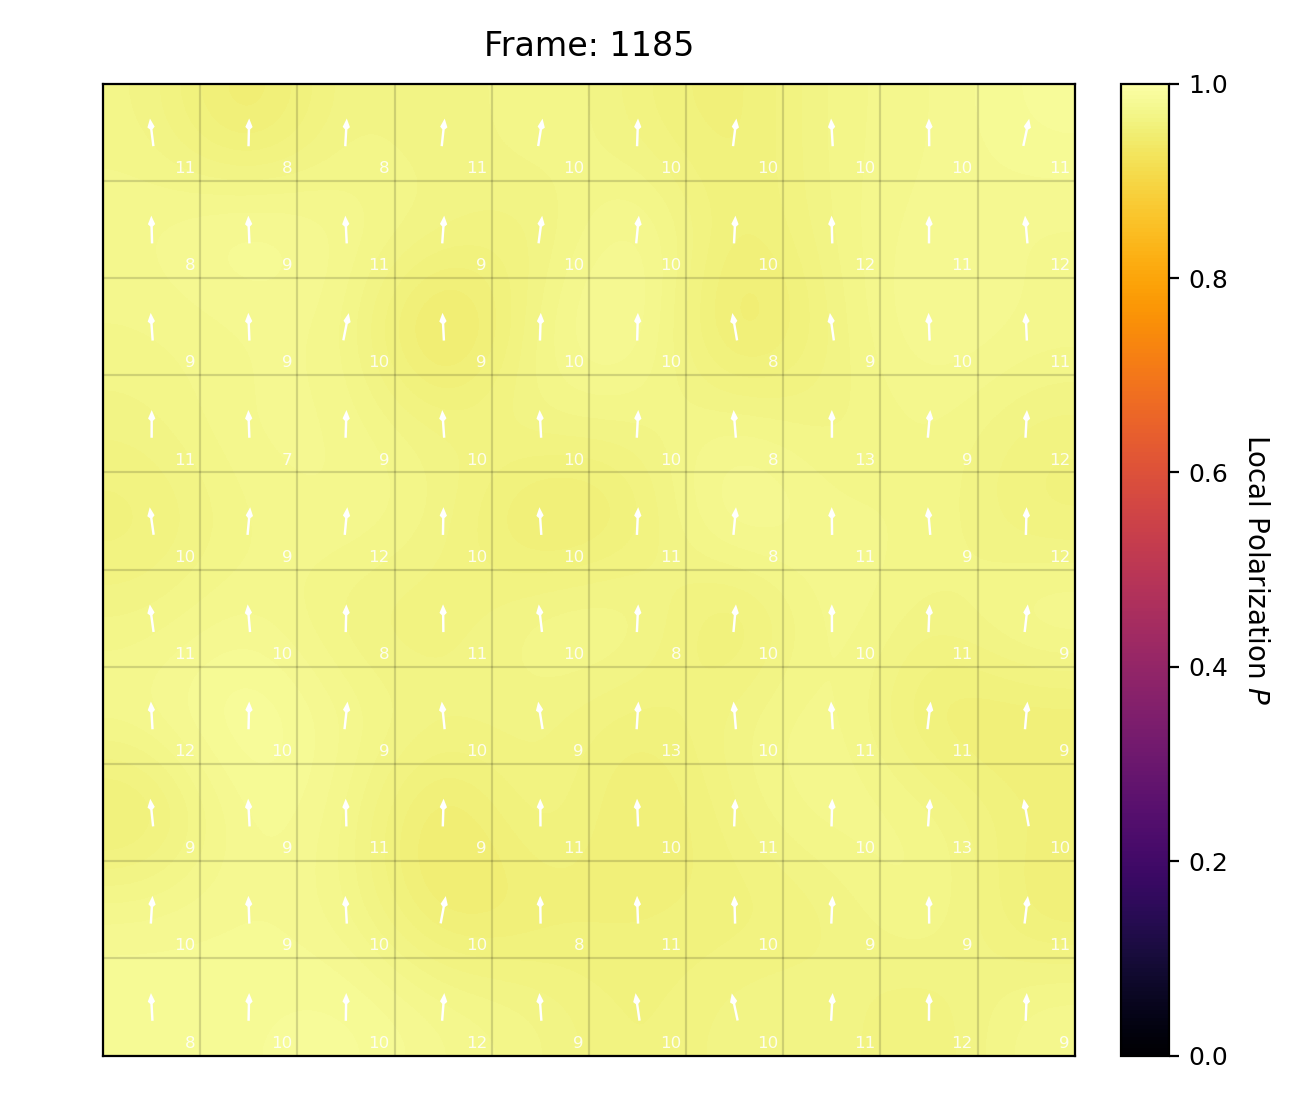 Frame: 1185
11 8 8 11 10 10 10 10 10 11
8 9 11 9 10 10 10 12 11 12
9 9 10 9 10 10 8 9 10 11
11 7 9 10 10 10 8 13 9 12
10 9 12 10 10 11 8 11 9 12
11 10 8 11 10 8 10 10 11 9
12 10 9 10 9 13 10 11 11 9
9 9 11 9 11 10 11 10 13 10
10 9 10 10 8 11 10 9 9 11
8 10 10 12 9 10 10 11 12 9
1.0
0.8
0.6
0.4
0.2
0.0
Local Polarization P